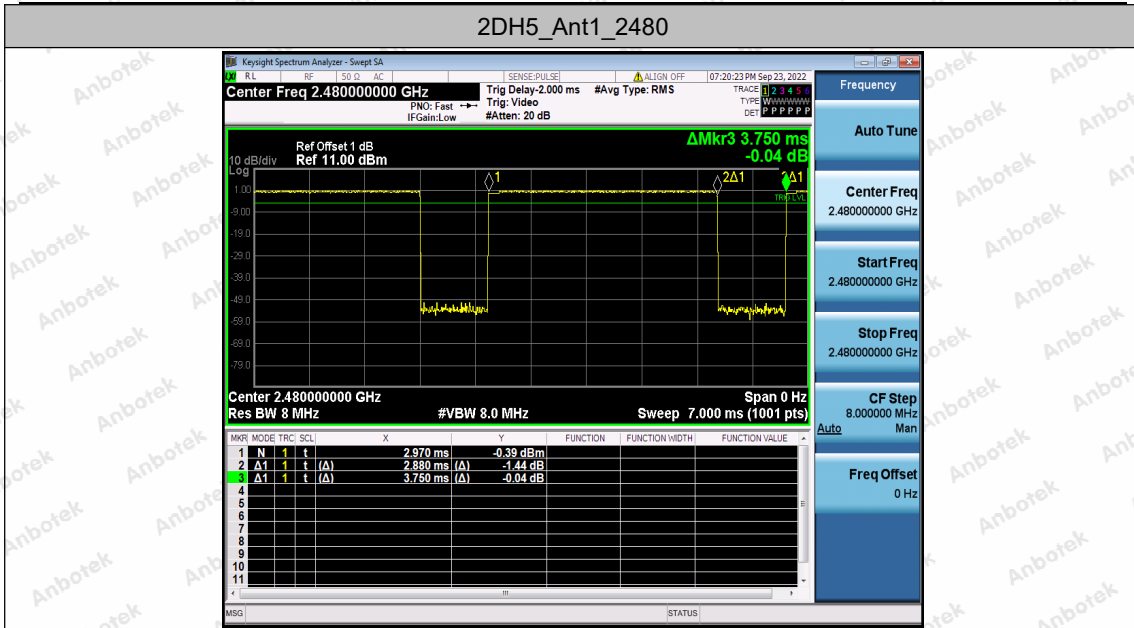 2DH5_Ant1_2480
Keysight Spectrum Analyzer - Swept SA
LXI RL RF 50 Ω AC SENSE:PULSE ALIGN OFF 07:20:23 PM Sep 23, 2022
Center Freq 2.480000000 GHz
PNO: Fast
IFGain:Low
Trig Delay-2.000 ms
Trig: Video
#Atten: 20 dB
#Avg Type: RMS
TRACE 1 2 3 4 5 6
TYPE WWWWWW
DET P P P P P P
ΔMkr3 3.750 ms
-0.04 dB
Ref Offset 1 dB
10 dB/div Ref 11.00 dBm
Log
1
2Δ1
3Δ1
TRIG LVL
1.00
-9.00
-19.0
-29.0
-39.0
-49.0
-59.0
-69.0
-79.0
Center 2.480000000 GHz Span 0 Hz
Res BW 8 MHz #VBW 8.0 MHz Sweep 7.000 ms (1001 pts)
MKR MODE TRC SCL X Y FUNCTION FUNCTION WIDTH FUNCTION VALUE
1 N 1 t 2.970 ms -0.39 dBm
2 Δ1 1 t (Δ) 2.880 ms (Δ) -1.44 dB
3 Δ1 1 t (Δ) 3.750 ms (Δ) -0.04 dB
4
5
6
7
8
9
10
11
MSG STATUS
Frequency
Auto Tune
Center Freq
2.480000000 GHz
Start Freq
2.480000000 GHz
Stop Freq
2.480000000 GHz
CF Step
8.000000 MHz
Auto Man
Freq Offset
0 Hz
Anbotek